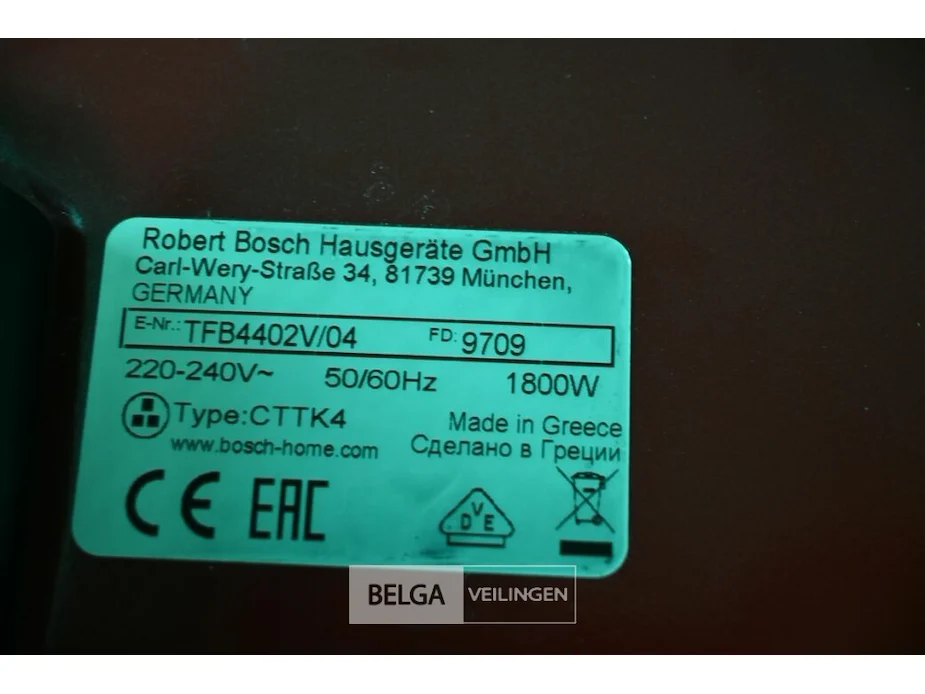 Robert Bosch Hausgeräte GmbH
Carl-Wery-Straße 34, 81739 München,
GERMANY
E-Nr.: TFB4402V/04 FD: 9709
220-240V~ 50/60Hz 1800W
Type:CTTK4 Made in Greece
www.bosch-home.com Сделано в Греции
CE EAC VDE
BELGA VEILINGEN